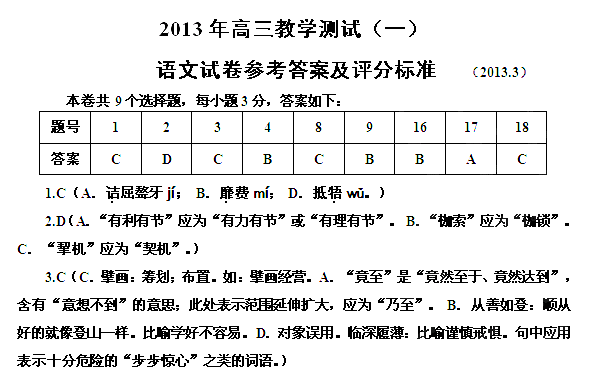 2013年高三教学测试（一）
语文试卷参考答案及评分标准 （2013.3）
本卷共 9个选择题，每小题3分，答案如下：
题号 1 2 3 4 8 9 16 17 18
答案 C D C B C B B A C
1.C（A．诘屈聱牙 jí； B．靡费 mí； D．抵牾 wǔ。）
2.D（A．“有利有节”应为“有力有节”或“有理有节”。 B．“铷索”应为“铷锁”。
C． “挈机”应为“契机”。）
3.C（C．擘画：筹划；布置。如：擘画经营。A．“竟至”是“竟然至于、竟然达到”，
含有“意想不到”的意思；此处表示范围延伸扩大，应为“乃至”。 B．从善如登：顺从
好的就像登山一样。比喻学好不容易。D．对象误用。临深履薄：比喻谨慎戒惧。句中应用
表示十分危险的“步步惊心”之类的词语。）